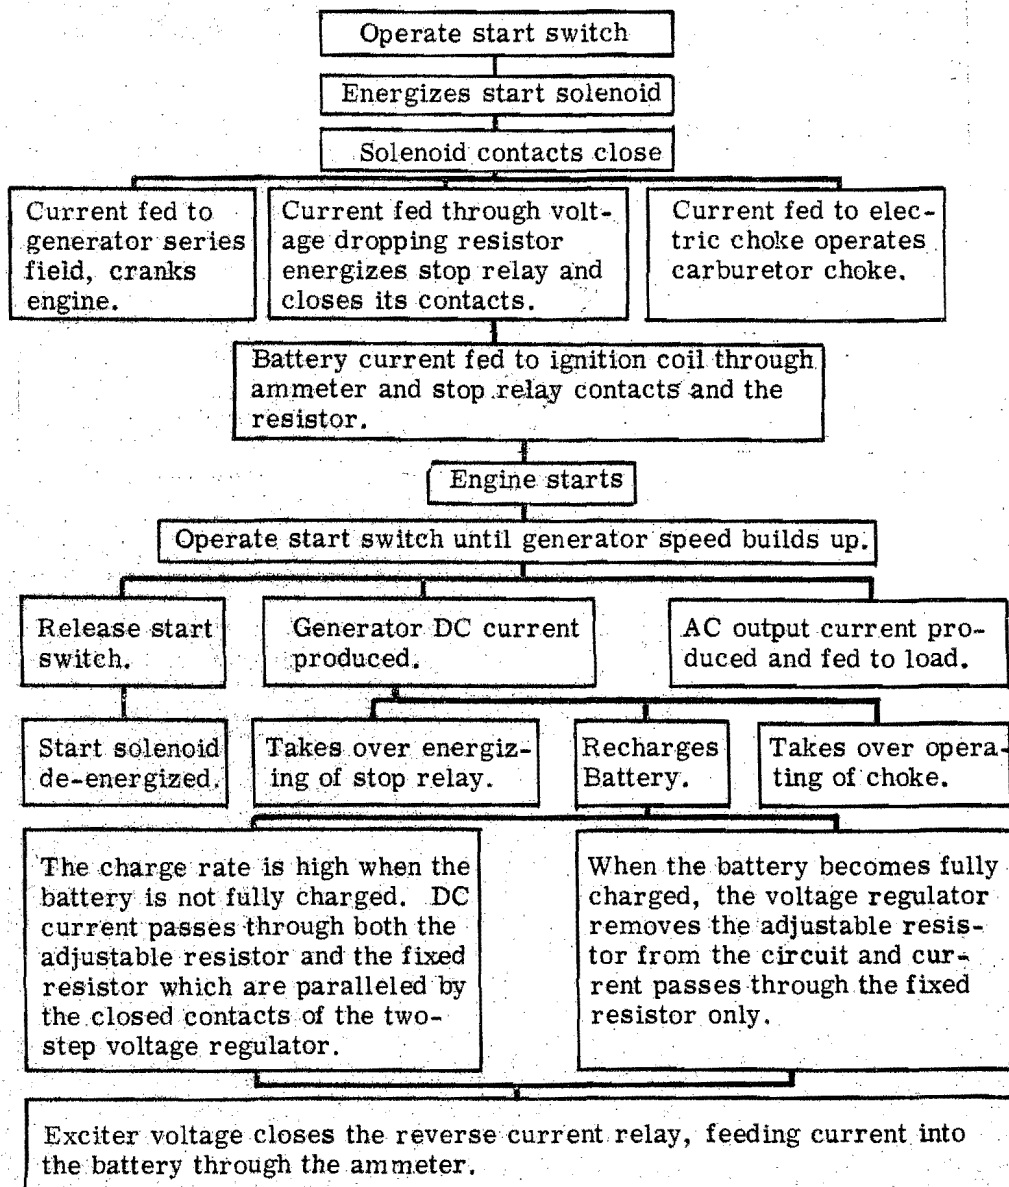 Operate start switch
Energizes start solenoid
Solenoid contacts close
Current fed to
generator series
field, cranks
engine.
Current fed through volt-
age dropping resistor
energizes stop relay and
closes its contacts.
Current fed to elec-
tric choke operates
carburetor choke.
Battery current fed to ignition coil through
ammeter and stop relay contacts and the
resistor.
Engine starts
Operate start switch until generator speed builds up.
Release start
switch.
Generator DC current
produced.
AC output current pro-
duced and fed to load.
Start solenoid
de-energized.
Takes over energiz-
ing of stop relay.
Recharges
Battery.
Takes over opera-
ting of choke.
The charge rate is high when the
battery is not fully charged. DC
current passes through both the
adjustable resistor and the fixed
resistor which are paralleled by
the closed contacts of the two-
step voltage regulator.
When the battery becomes fully
charged, the voltage regulator
removes the adjustable resis-
tor from the circuit and cur-
rent passes through the fixed
resistor only.
Exciter voltage closes the reverse current relay, feeding current into
the battery through the ammeter.